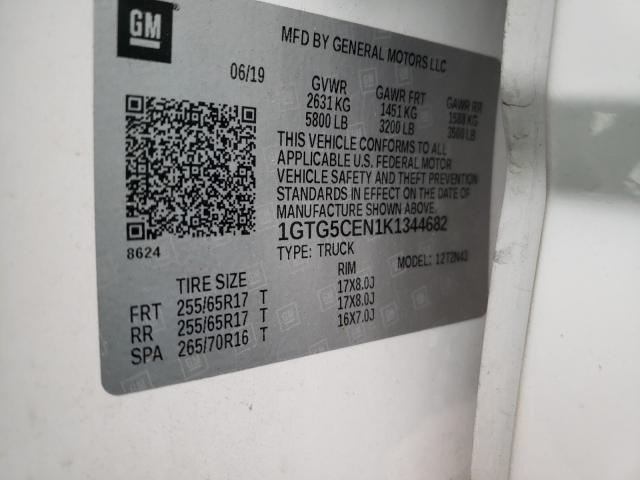 GM
MFD BY GENERAL MOTORS LLC
06/19
GVWR GAWR FRT GAWR RR
2631 KG 1451 KG 1588 KG
5800 LB 3200 LB 3500 LB
THIS VEHICLE CONFORMS TO ALL
APPLICABLE U.S. FEDERAL MOTOR
VEHICLE SAFETY AND THEFT PREVENTION
STANDARDS IN EFFECT ON THE DATE OF
MANUFACTURE SHOWN ABOVE.
1GTG5CEN1K1344682
8624
TYPE: TRUCK MODEL: 12T2N43
TIRE SIZE RIM
FRT 255/65R17 T 17X8.0J
RR 255/65R17 T 17X8.0J
SPA 265/70R16 T 16X7.0J